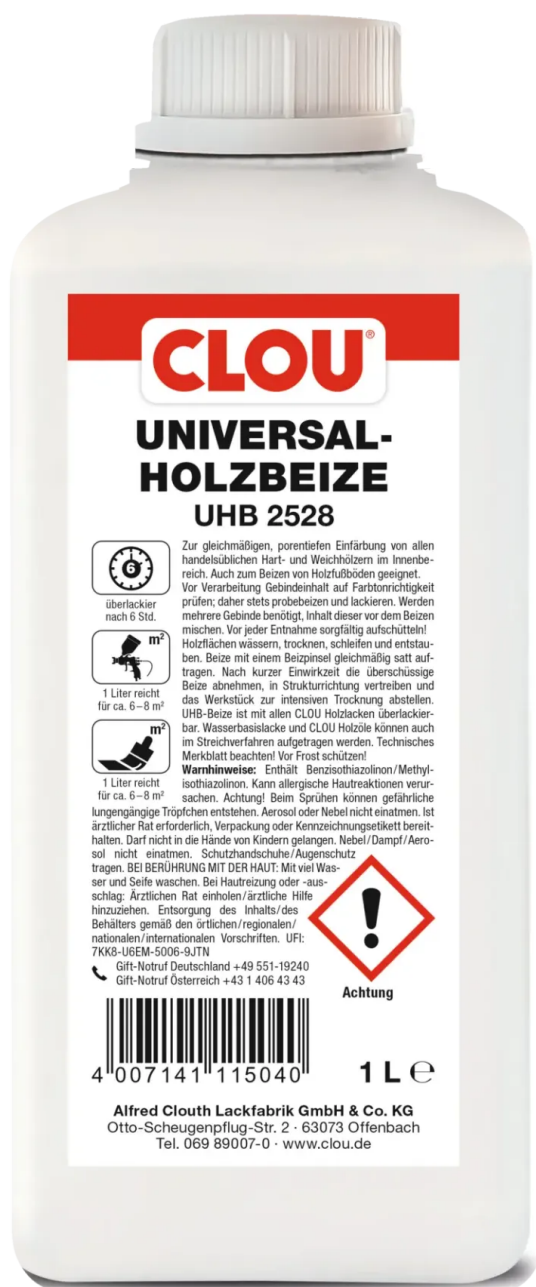 CLOU®
UNIVERSAL-
HOLZBEIZE
UHB 2528
6
überlackier
nach 6 Std.
m²
1 Liter reicht
für ca. 6–8 m²
m²
1 Liter reicht
für ca. 6–8 m²
Zur gleichmäßigen, porentiefen Einfärbung von allen
handelsüblichen Hart- und Weichhölzern im Innenbe-
reich. Auch zum Beizen von Holzfußböden geeignet.
Vor Verarbeitung Gebindeinhalt auf Farbtonrichtigkeit
prüfen; daher stets probebeizen und lackieren. Werden
mehrere Gebinde benötigt, Inhalt dieser vor dem Beizen
mischen. Vor jeder Entnahme sorgfältig aufschütteln!
Holzflächen wässern, trocknen, schleifen und entstau-
ben. Beize mit einem Beizpinsel gleichmäßig satt auf-
tragen. Nach kurzer Einwirkzeit die überschüssige
Beize abnehmen, in Strukturrichtung vertreiben und
das Werkstück zur intensiven Trocknung abstellen.
UHB-Beize ist mit allen CLOU Holzlacken überlackier-
bar. Wasserbasislacke und CLOU Holzöle können auch
im Streichverfahren aufgetragen werden. Technisches
Merkblatt beachten! Vor Frost schützen!
Warnhinweise: Enthält Benzisothiazolinon/Methyl-
isothiazolinon. Kann allergische Hautreaktionen verur-
sachen. Achtung! Beim Sprühen können gefährliche
lungengängige Tröpfchen entstehen. Aerosol oder Nebel nicht einatmen. Ist
ärztlicher Rat erforderlich, Verpackung oder Kennzeichnungsetikett bereit-
halten. Darf nicht in die Hände von Kindern gelangen. Nebel/Dampf/Aero-
sol nicht einatmen. Schutzhandschuhe/Augenschutz
tragen. BEI BERÜHRUNG MIT DER HAUT: Mit viel Was-
ser und Seife waschen. Bei Hautreizung oder -aus-
schlag: Ärztlichen Rat einholen/ärztliche Hilfe
hinzuziehen. Entsorgung des Inhalts/des
Behälters gemäß den örtlichen/regionalen/
nationalen/internationalen Vorschriften. UFI:
7KK8-U6EM-5006-9JTN
Gift-Notruf Deutschland +49 551-19240
Gift-Notruf Österreich +43 1 406 43 43
Achtung
4 007141 115040
1 L ℮
Alfred Clouth Lackfabrik GmbH & Co. KG
Otto-Scheugenpflug-Str. 2 · 63073 Offenbach
Tel. 069 89007-0 · www.clou.de